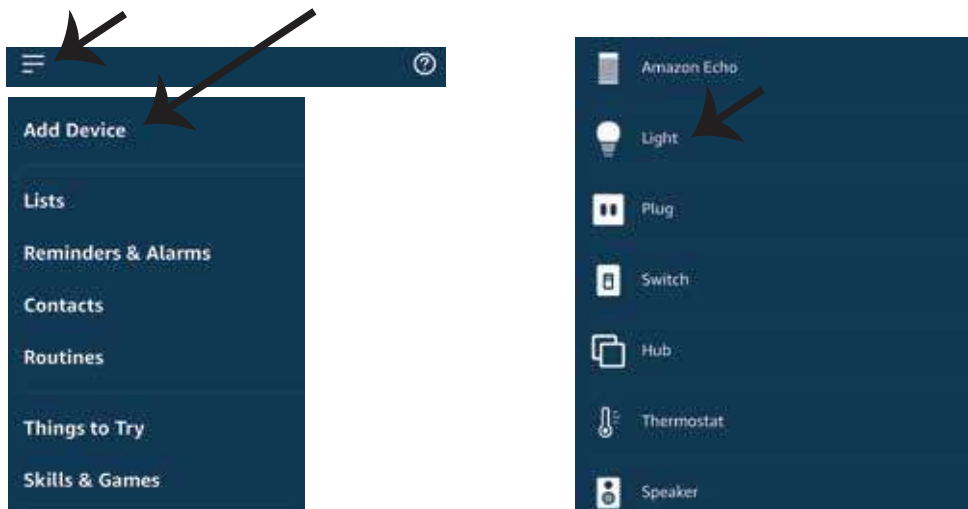 Add Device
Lists
Reminders & Alarms
Contacts
Routines
Things to Try
Skills & Games
Amazon Echo
Light
Plug
Switch
Hub
Thermostat
Speaker